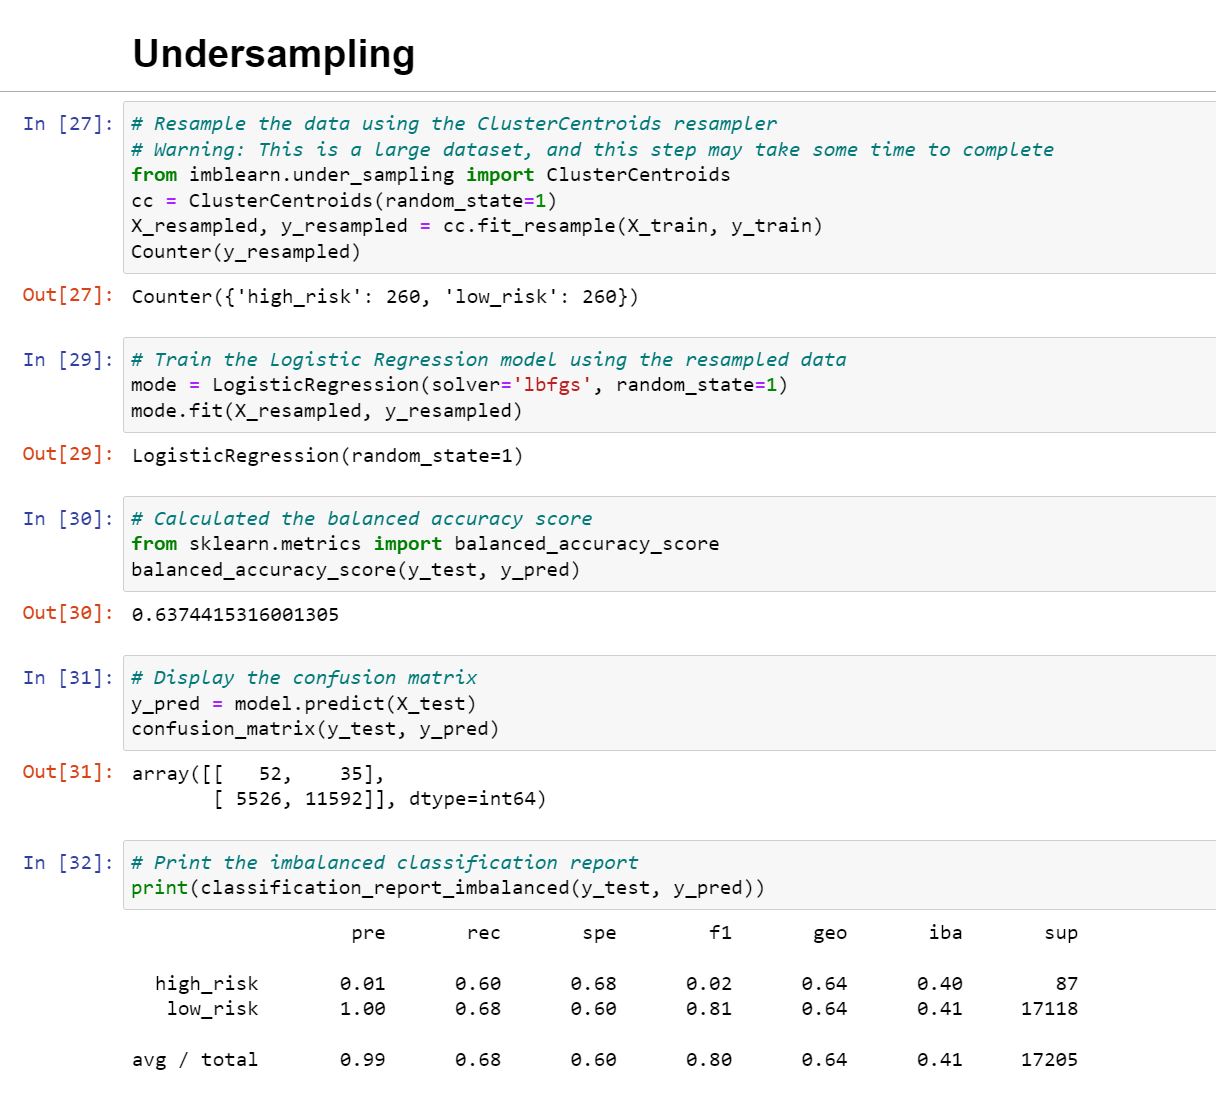 Undersampling
In [27]: # Resample the data using the ClusterCentroids resampler
# Warning: This is a large dataset, and this step may take some time to complete
from imblearn.under_sampling import ClusterCentroids
cc = ClusterCentroids(random_state=1)
X_resampled, y_resampled = cc.fit_resample(X_train, y_train)
Counter(y_resampled)
Out[27]: Counter({'high_risk': 260, 'low_risk': 260})
In [29]: # Train the Logistic Regression model using the resampled data
mode = LogisticRegression(solver='lbfgs', random_state=1)
mode.fit(X_resampled, y_resampled)
Out[29]: LogisticRegression(random_state=1)
In [30]: # Calculated the balanced accuracy score
from sklearn.metrics import balanced_accuracy_score
balanced_accuracy_score(y_test, y_pred)
Out[30]: 0.6374415316001305
In [31]: # Display the confusion matrix
y_pred = model.predict(X_test)
confusion_matrix(y_test, y_pred)
Out[31]: array([[   52,    35],
       [ 5526, 11592]], dtype=int64)
In [32]: # Print the imbalanced classification report
print(classification_report_imbalanced(y_test, y_pred))
pre rec spe f1 geo iba sup
high_risk 0.01 0.60 0.68 0.02 0.64 0.40 87
low_risk 1.00 0.68 0.60 0.81 0.64 0.41 17118
avg / total 0.99 0.68 0.60 0.80 0.64 0.41 17205